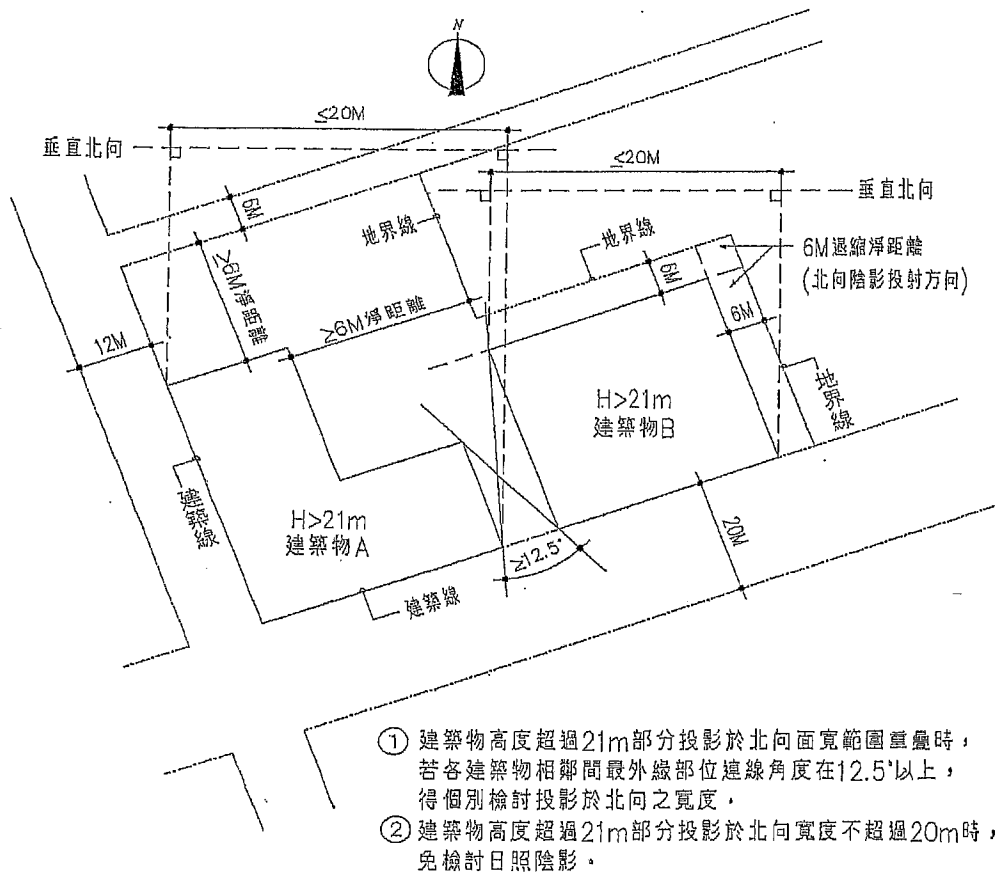 N
≤20M
垂直北向
≤20M
垂直北向
6M
地界線
地界線
6M退縮淨距離
(北向陰影投射方向)
≥6M淨距離
6M
≥6M淨距離
6M
12M
地界線
H>21m
建築物B
建築線
H>21m
建築物A
20M
≥12.5°
建築線
① 建築物高度超過21m部分投影於北向面寬範圍重疊時，
若各建築物相鄰間最外緣部位連線角度在12.5°以上，
得個別檢討投影於北向之寬度。
② 建築物高度超過21m部分投影於北向寬度不超過20m時，
免檢討日照陰影。